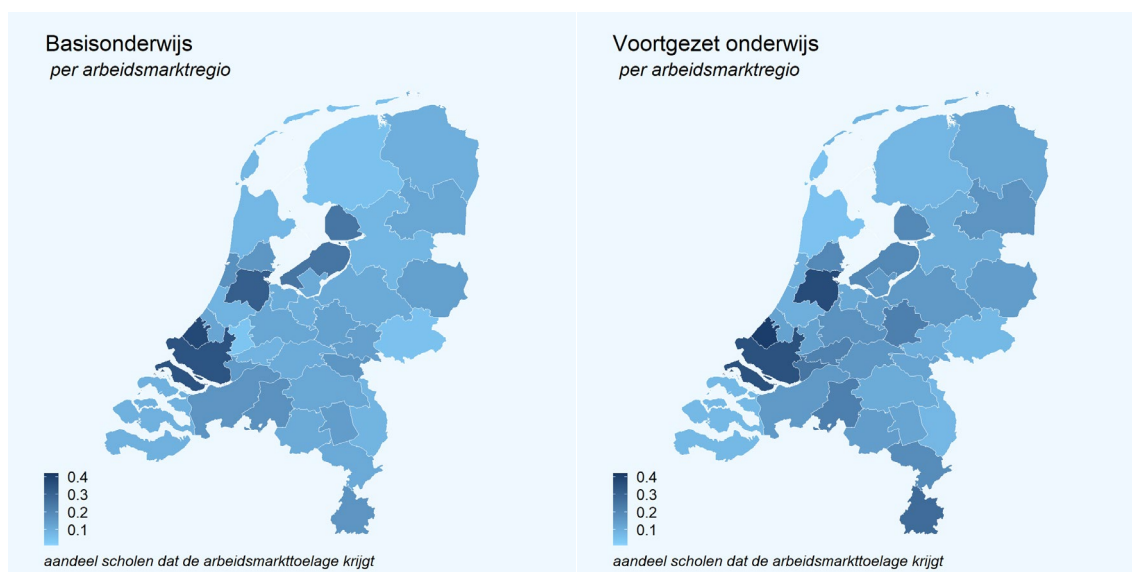 Basisonderwijs
per arbeidsmarktregio
0.4
0.3
0.2
0.1
aandeel scholen dat de arbeidsmarkttoelage krijgt
Voortgezet onderwijs
per arbeidsmarktregio
0.4
0.3
0.2
0.1
aandeel scholen dat de arbeidsmarkttoelage krijgt